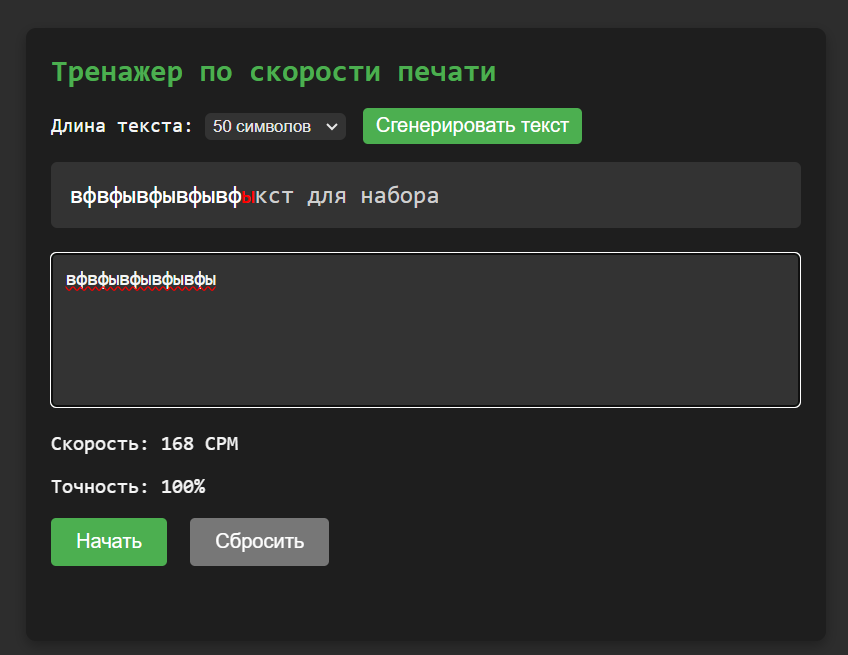 Тренажер по скорости печати
Длина текста: 50 символов Сгенерировать текст
вфвфывфывфывфыкст для набора
вфвфывфывфывфы
Скорость: 168 CPM
Точность: 100%
Начать Сбросить